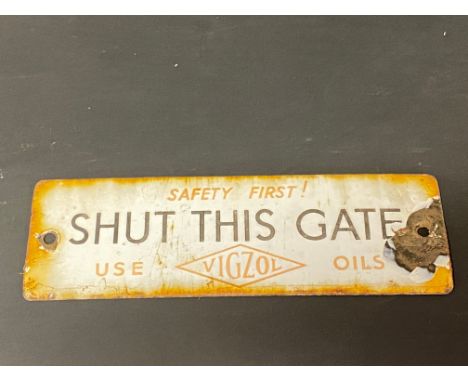 SAFETY FIRST!
SHUT THIS GATE
USE VIGZOL OILS